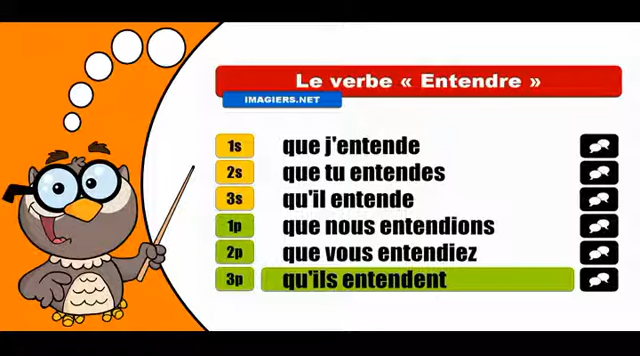 Le verbe « Entendre »
IMAGIERS.NET
1s que j'entende
2s que tu entendes
3s qu'il entende
1p que nous entendions
2p que vous entendiez
3p qu'ils entendent